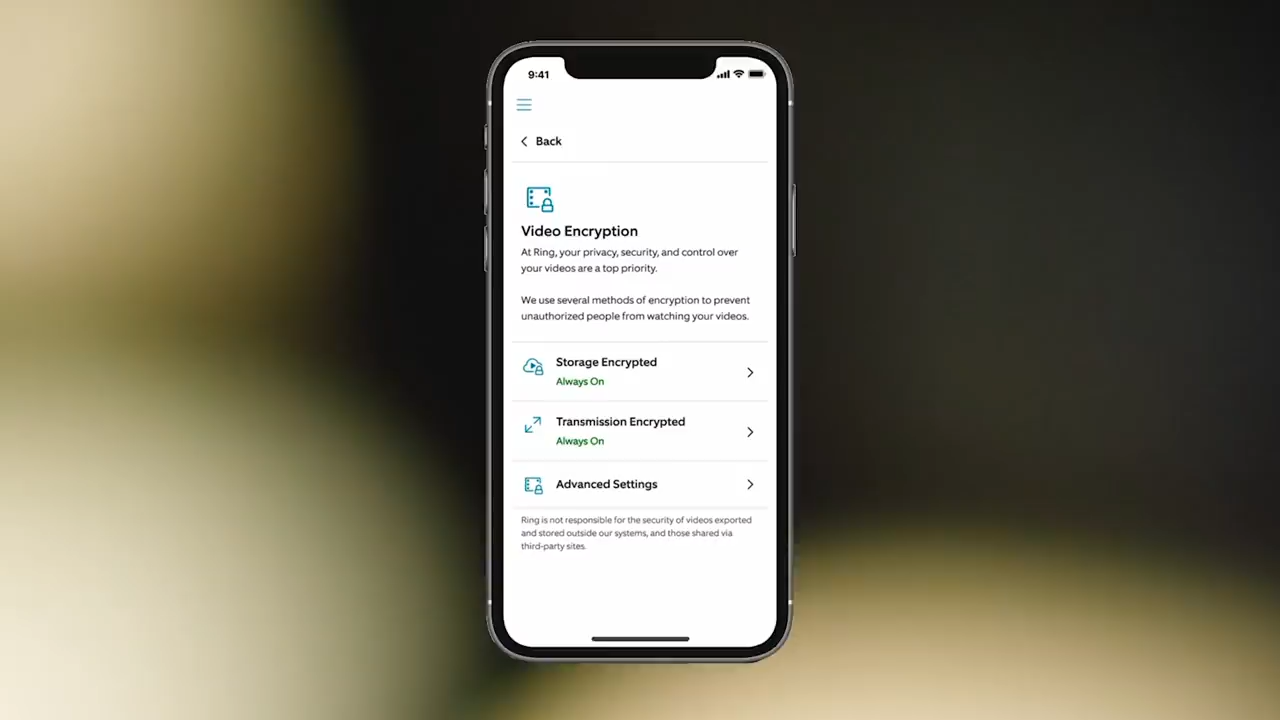 9:41
Back
Video Encryption
At Ring, your privacy, security, and control over
your videos are a top priority.
We use several methods of encryption to prevent
unauthorized people from watching your videos.
Storage Encrypted
Always On
Transmission Encrypted
Always On
Advanced Settings
Ring is not responsible for the security of videos exported
and stored outside our systems, and those shared via
third-party sites.